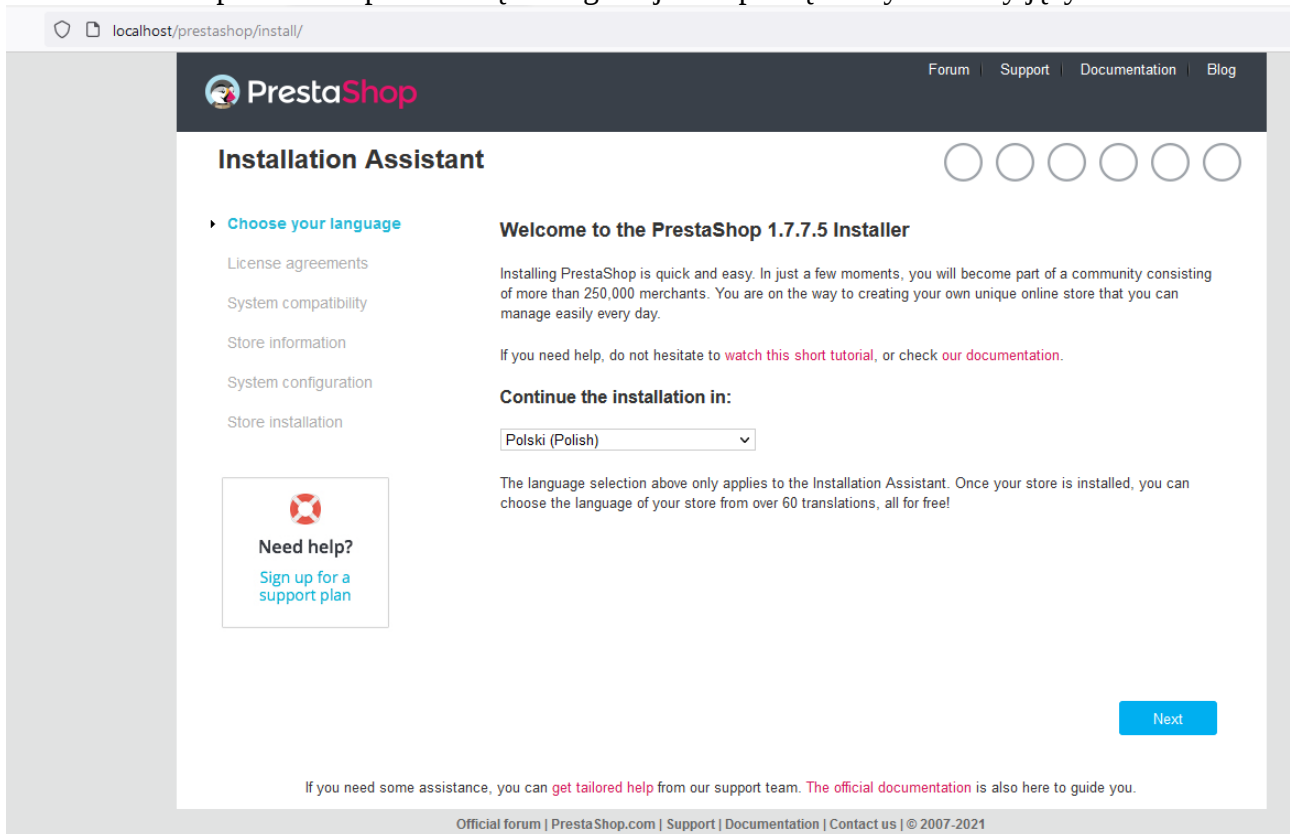 localhost/prestashop/install/
Forum | Support | Documentation | Blog
PrestaShop
Installation Assistant
Choose your language
License agreements
System compatibility
Store information
System configuration
Store installation
Need help?
Sign up for a
support plan
Welcome to the PrestaShop 1.7.7.5 Installer
Installing PrestaShop is quick and easy. In just a few moments, you will become part of a community consisting
of more than 250,000 merchants. You are on the way to creating your own unique online store that you can
manage easily every day.
If you need help, do not hesitate to watch this short tutorial, or check our documentation.
Continue the installation in:
Polski (Polish)
The language selection above only applies to the Installation Assistant. Once your store is installed, you can
choose the language of your store from over 60 translations, all for free!
Next
If you need some assistance, you can get tailored help from our support team. The official documentation is also here to guide you.
Official forum | PrestaShop.com | Support | Documentation | Contact us | © 2007-2021